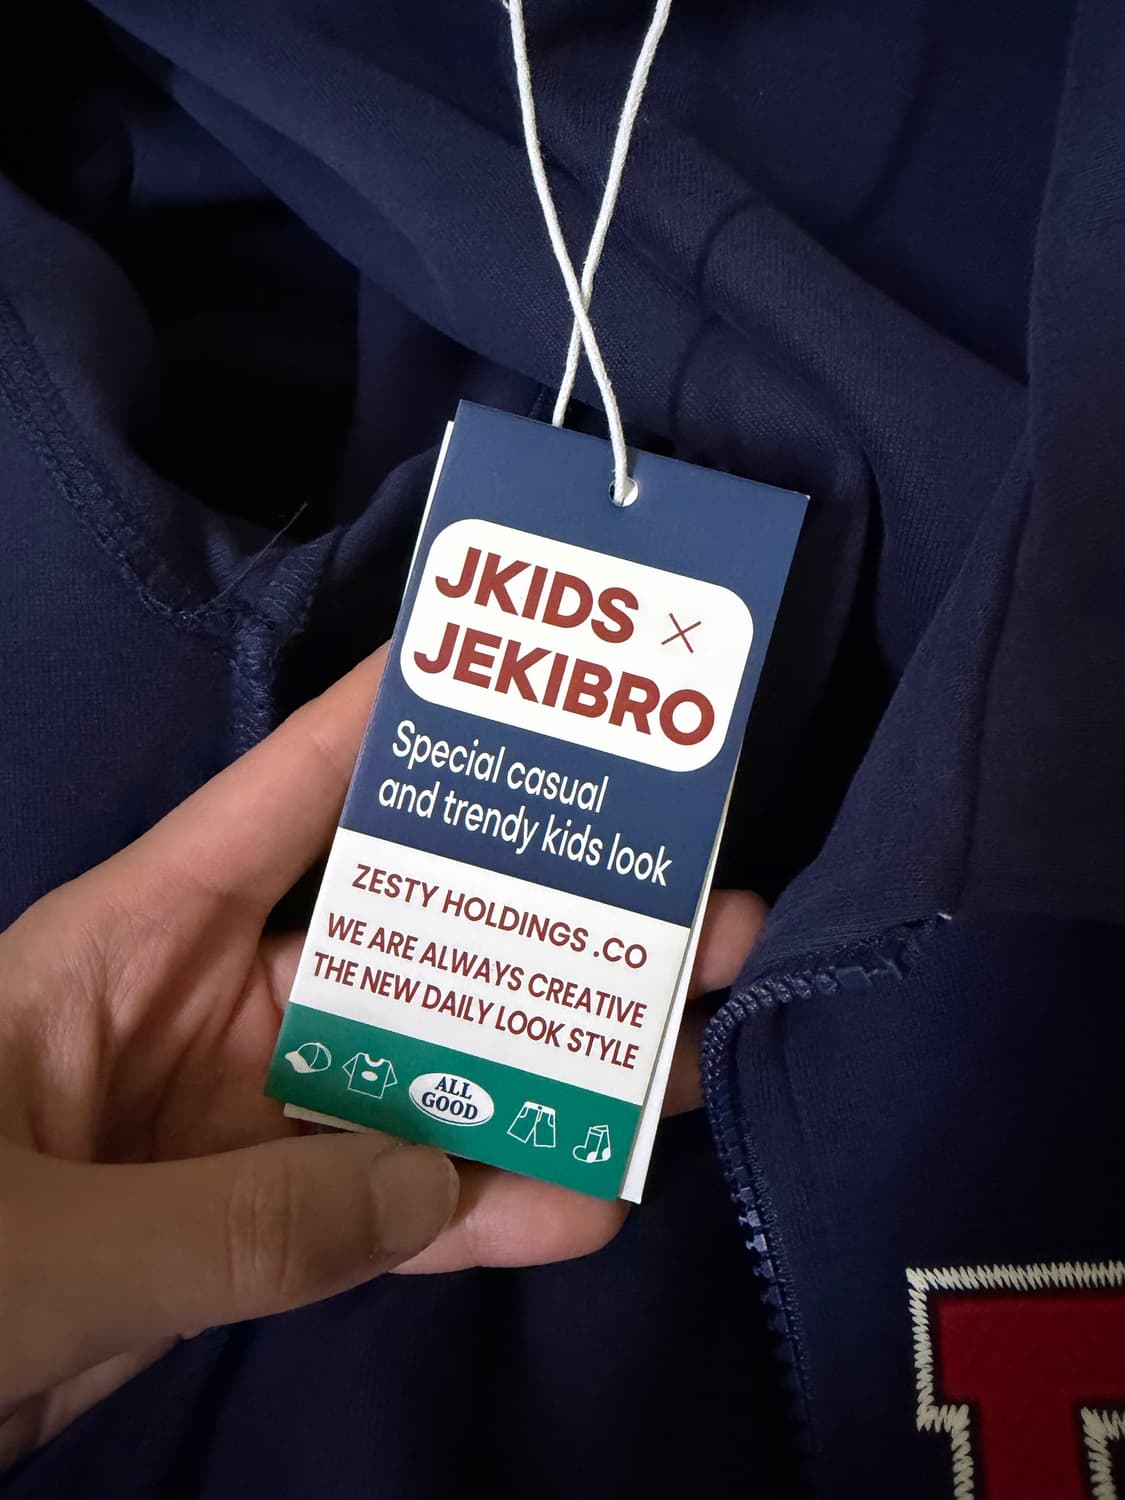 JKIDS ×
JEKIBRO
Special casual
and trendy kids look
ZESTY HOLDINGS .CO
WE ARE ALWAYS CREATIVE
THE NEW DAILY LOOK STYLE
ALL
GOOD